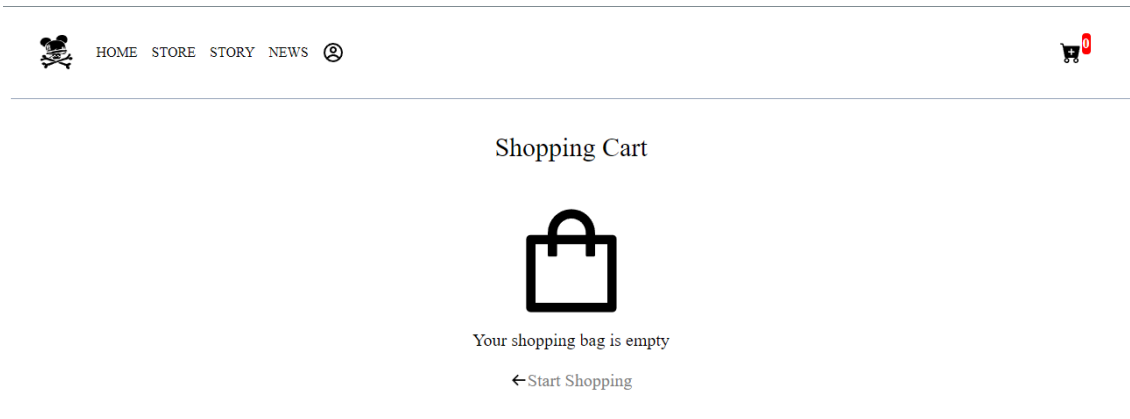 HOME STORE STORY NEWS 0
Shopping Cart
Your shopping bag is empty
Start Shopping